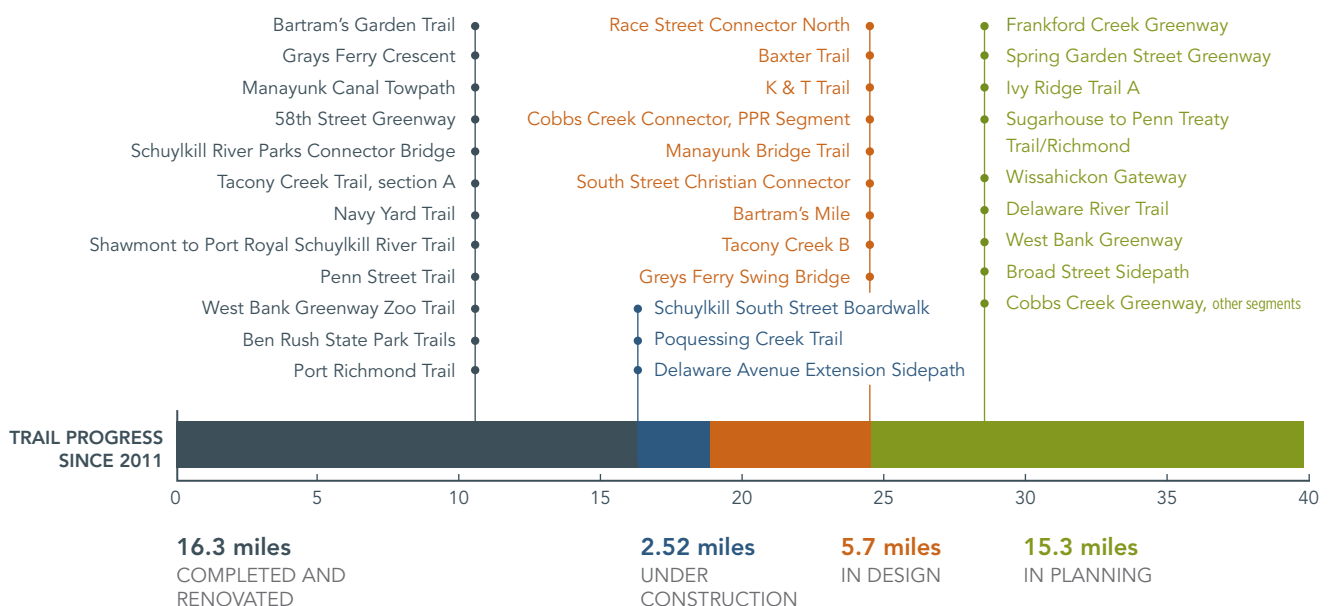 Bartram's Garden Trail
Grays Ferry Crescent
Manayunk Canal Towpath
58th Street Greenway
Schuylkill River Parks Connector Bridge
Tacony Creek Trail, section A
Navy Yard Trail
Shawmont to Port Royal Schuylkill River Trail
Penn Street Trail
West Bank Greenway Zoo Trail
Ben Rush State Park Trails
Port Richmond Trail
Race Street Connector North
Baxter Trail
K & T Trail
Cobbs Creek Connector, PPR Segment
Manayunk Bridge Trail
South Street Christian Connector
Bartram's Mile
Tacony Creek B
Greys Ferry Swing Bridge
Schuylkill South Street Boardwalk
Poquessing Creek Trail
Delaware Avenue Extension Sidepath
Frankford Creek Greenway
Spring Garden Street Greenway
Ivy Ridge Trail A
Sugarhouse to Penn Treaty
Trail/Richmond
Wissahickon Gateway
Delaware River Trail
West Bank Greenway
Broad Street Sidepath
Cobbs Creek Greenway, other segments
TRAIL PROGRESS
SINCE 2011
0 5 10 15 20 25 30 35 40
16.3 miles
COMPLETED AND
RENOVATED
2.52 miles
UNDER
CONSTRUCTION
5.7 miles
IN DESIGN
15.3 miles
IN PLANNING